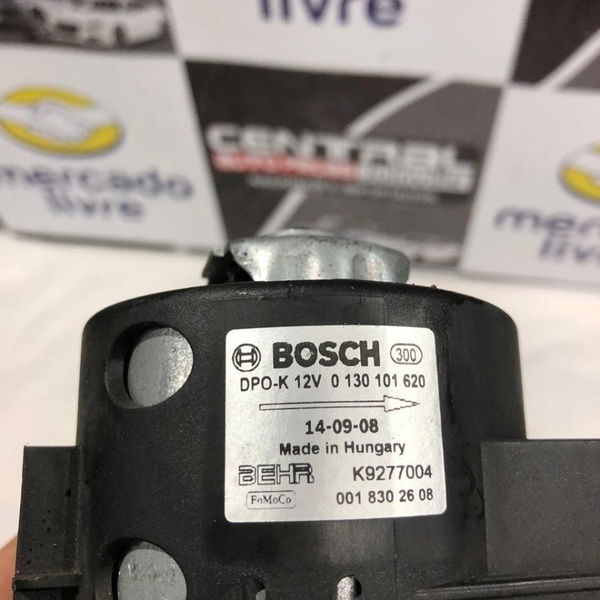 livre
mercado
livre
CENTRAL
mercado
livre
BOSCH 300
DPO-K 12V 0 130 101 620
14-09-08
Made in Hungary
BEHR K9277004
FoMoCo 001 830 26 08